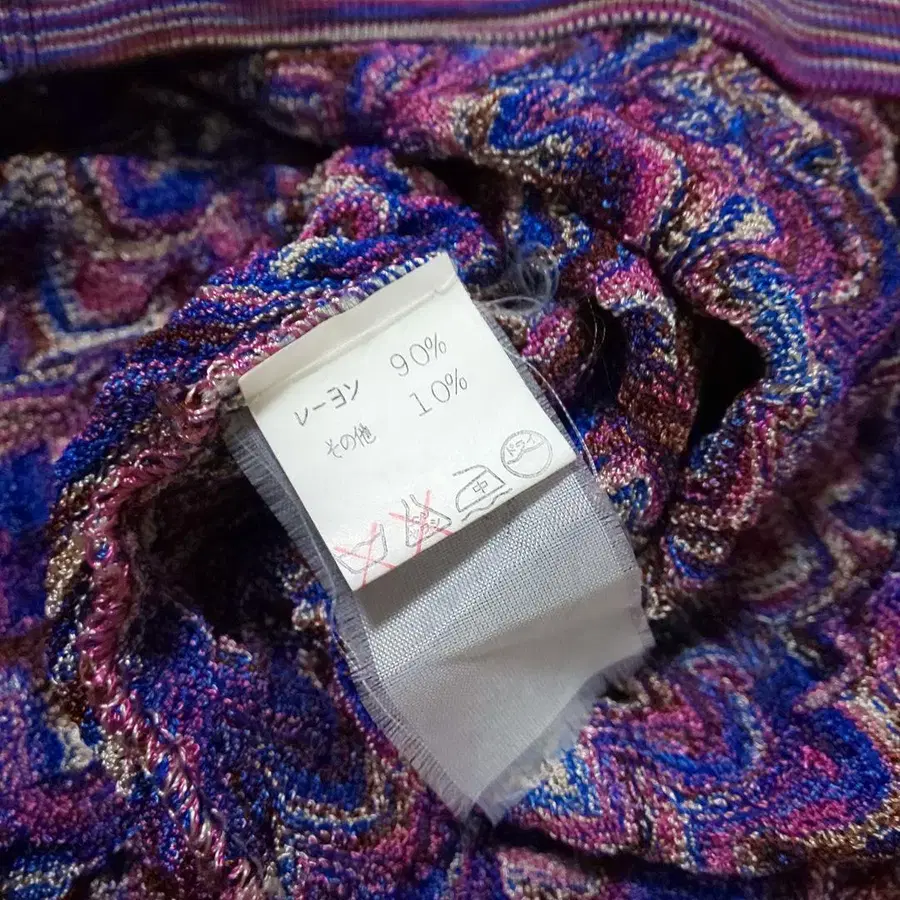 レーヨン 90%
その他 10%
中 ドライ